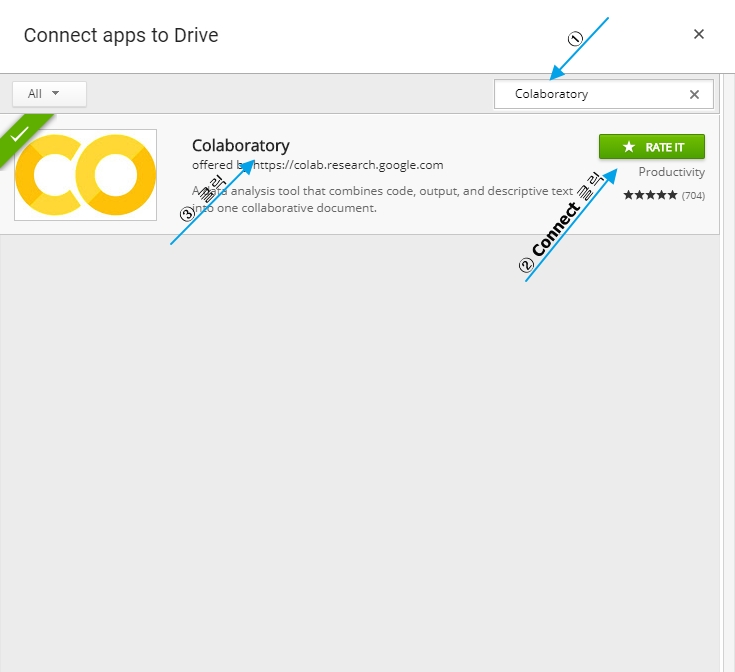 Connect apps to Drive
①
All
Colaboratory
Colaboratory
offered by https://colab.research.google.com
A data analysis tool that combines code, output, and descriptive text
into one collaborative document.
RATE IT
Productivity
(704)
③ 클릭
② Connect 클릭